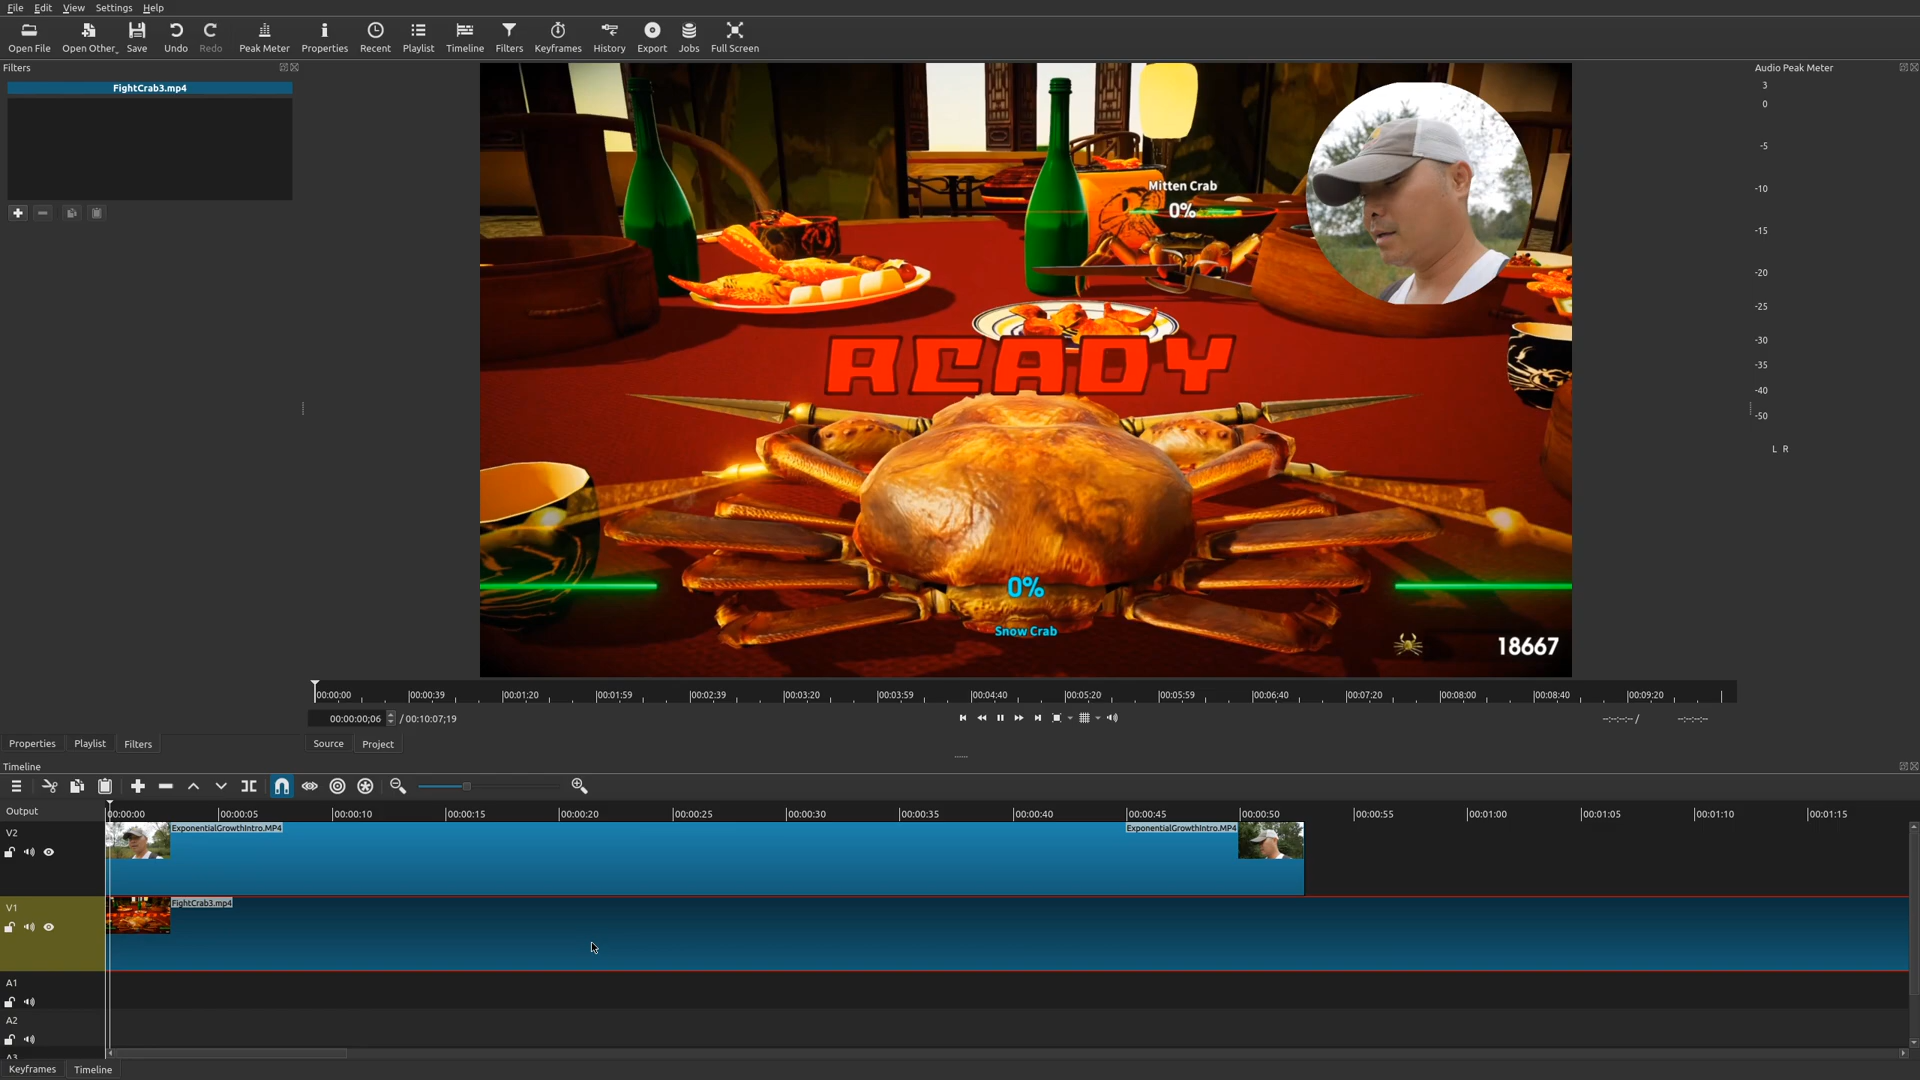 File Edit View Settings Help
Open File Open Other Save Undo Redo Peak Meter Properties Recent Playlist Timeline Filters Keyframes History Export Jobs Full Screen
Filters
FightCrab3.mp4
Audio Peak Meter
3
0
-5
-10
-15
-20
-25
-30
-35
-40
-50
L R
Mitten Crab
0%
READY
0%
Snow Crab
18667
00:00:00 00:00:39 00:01:20 00:01:59 00:02:39 00:03:20 00:03:59 00:04:40 00:05:20 00:05:59 00:06:40 00:07:20 00:08:00 00:08:40 00:09:20
00:00:00;06 / 00:10:07;19 --:--:--:-- / --:--:--:--
Properties Playlist Filters Source Project
Timeline
Output 00:00:00 00:00:05 00:00:10 00:00:15 00:00:20 00:00:25 00:00:30 00:00:35 00:00:40 00:00:45 00:00:50 00:00:55 00:01:00 00:01:05 00:01:10 00:01:15
V2 ExponentialGrowthIntro.MP4 ExponentialGrowthIntro.MP4
V1 FightCrab3.mp4
A1
A2
A3
Keyframes Timeline